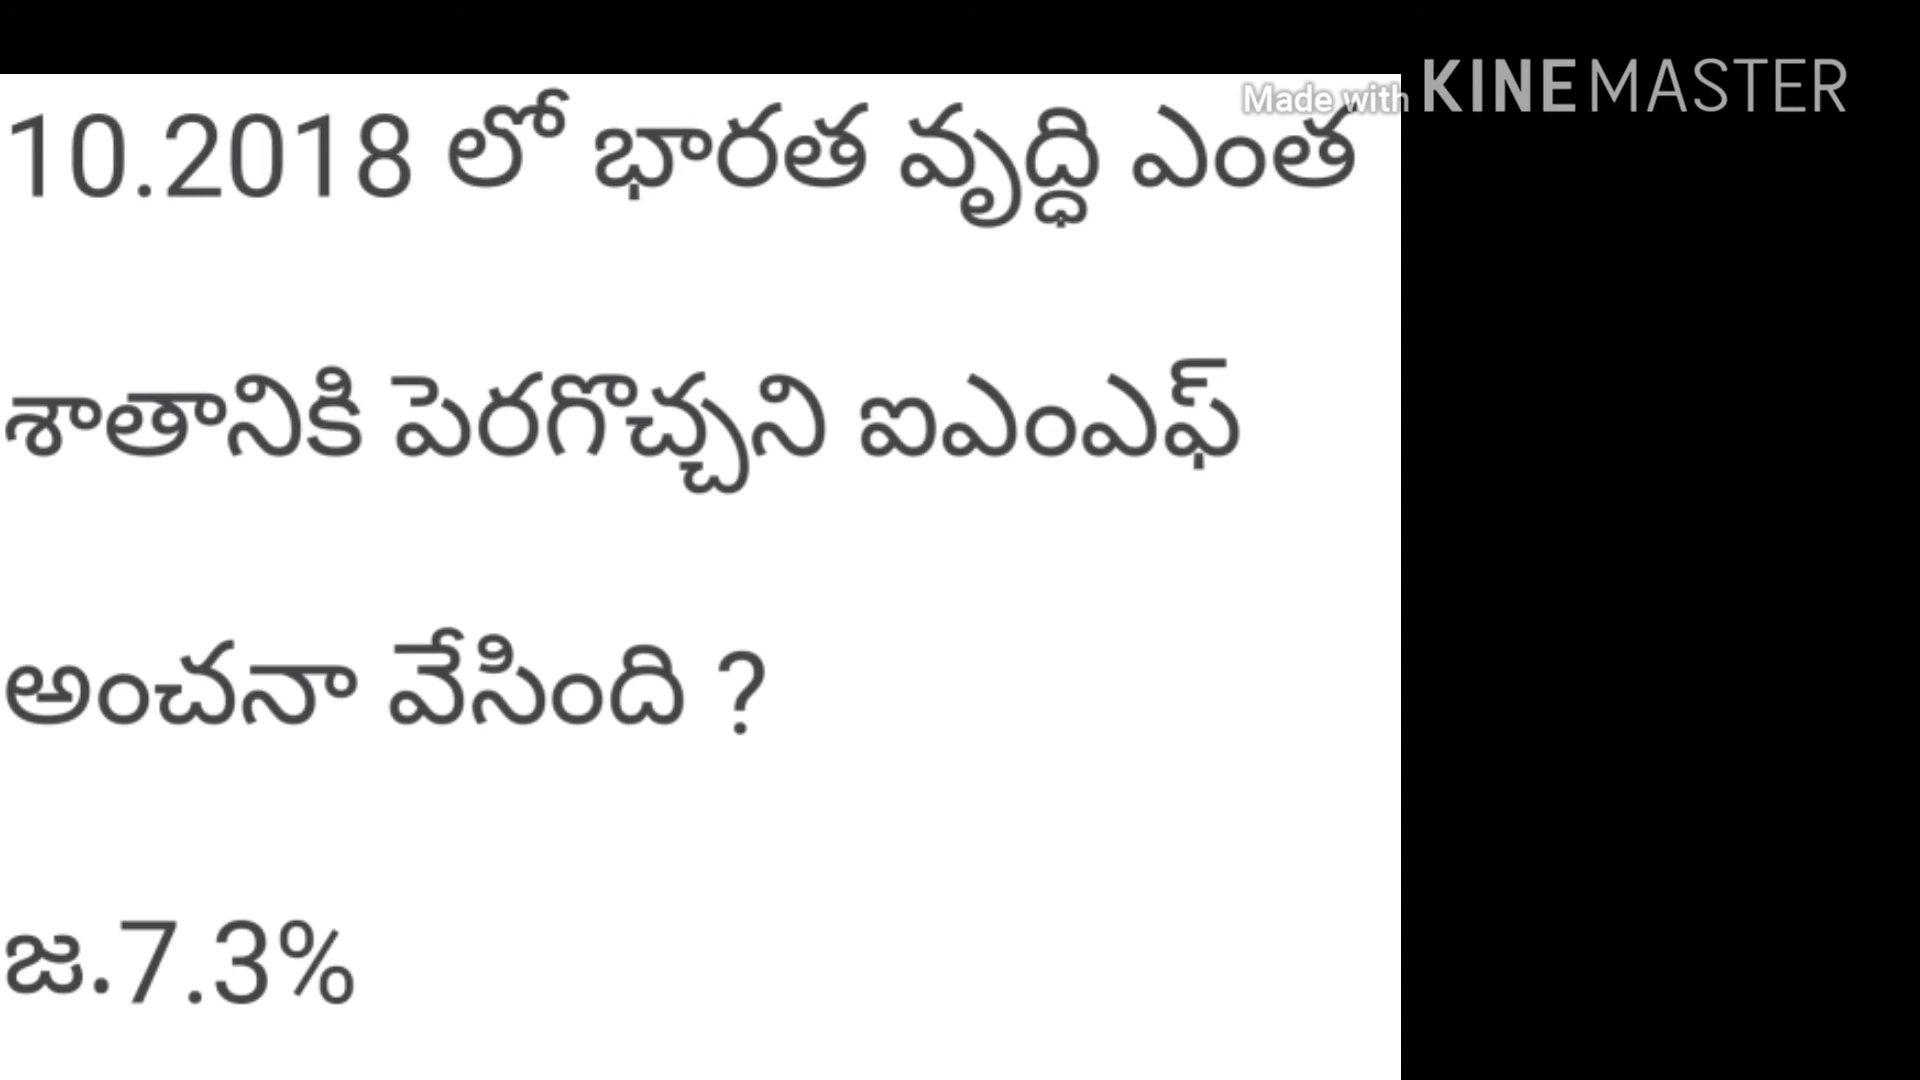 Made with KINEMASTER
10.2018 లో భారత వృద్ధి ఎంత
శాతానికి పెరగొచ్చని ఐఎంఎఫ్
అంచనా వేసింది ?
జ.7.3%